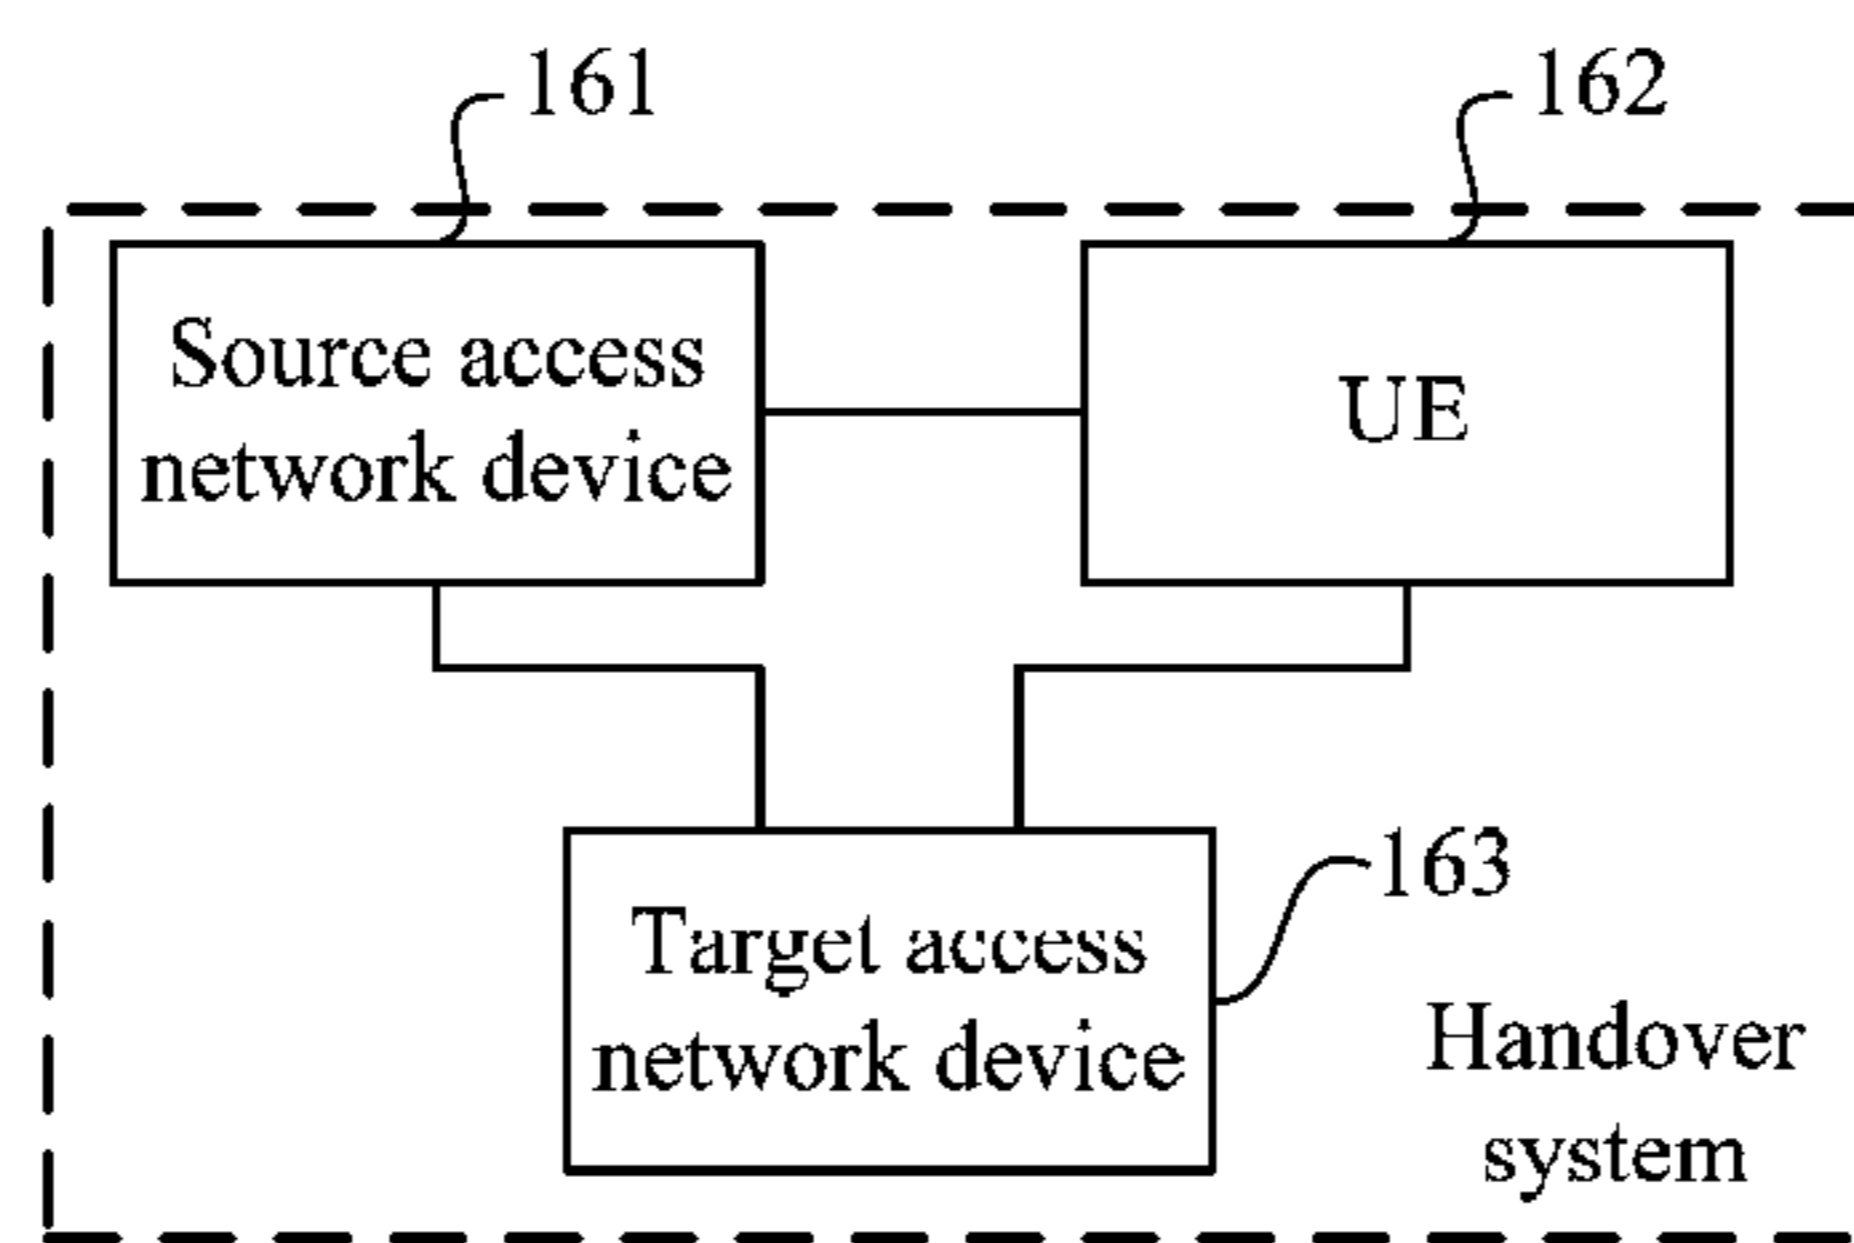 161
162
Source access
network device
UE
163
Target access
network device
Handover
system